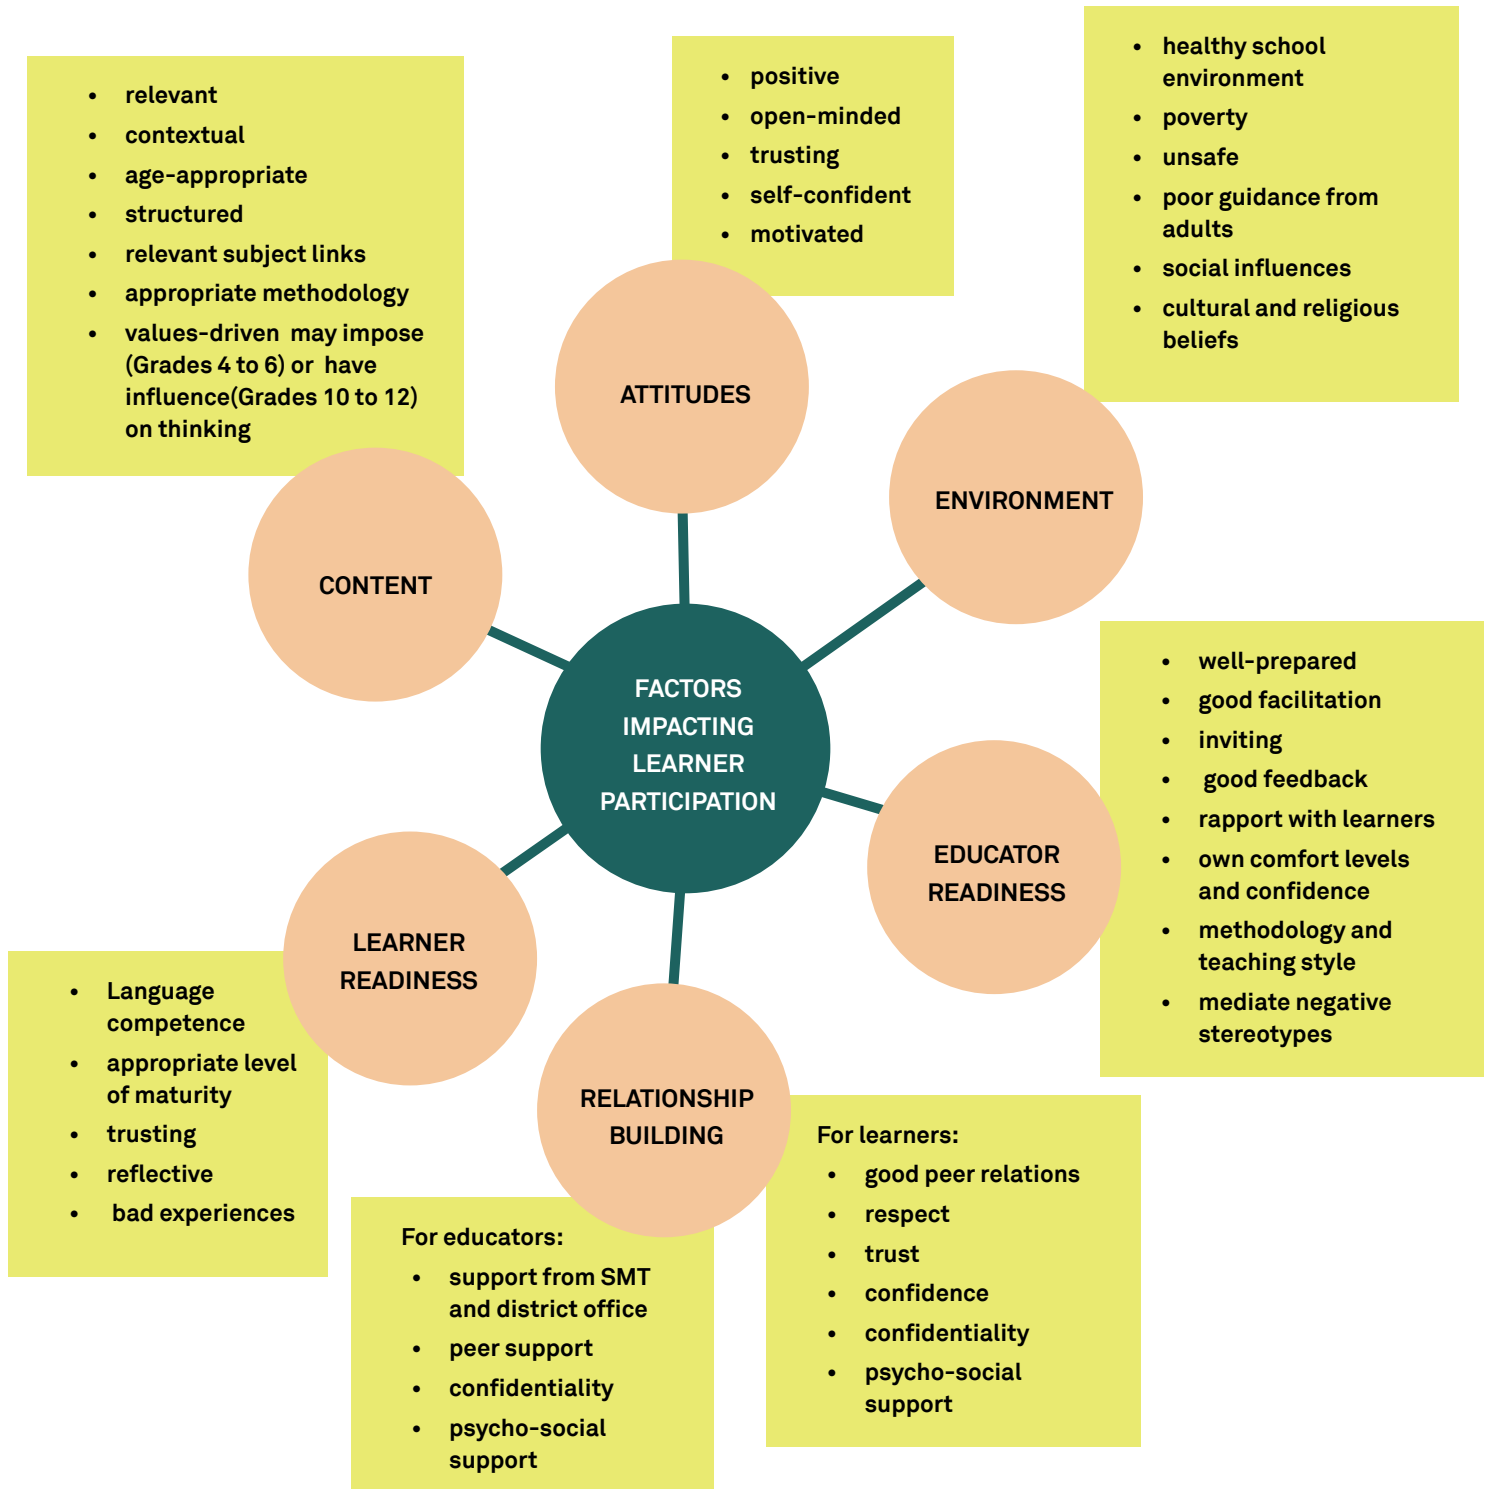 • relevant
• contextual
• age-appropriate
• structured
• relevant subject links
• appropriate methodology
• values-driven  may impose
(Grades 4 to 6) or  have
influence(Grades 10 to 12)
on thinking
CONTENT
• positive
• open-minded
• trusting
• self-confident
• motivated
ATTITUDES
• healthy school
environment
• poverty
• unsafe
• poor guidance from
adults
• social influences
• cultural and religious
beliefs
ENVIRONMENT
FACTORS
IMPACTING
LEARNER
PARTICIPATION
• well-prepared
• good facilitation
• inviting
• good feedback
• rapport with learners
• own comfort levels
and confidence
• methodology and
teaching style
• mediate negative
stereotypes
EDUCATOR
READINESS
LEARNER
READINESS
• Language
competence
• appropriate level
of maturity
• trusting
• reflective
• bad experiences
RELATIONSHIP
BUILDING
For educators:
• support from SMT
and district office
• peer support
• confidentiality
• psycho-social
support
For learners:
• good peer relations
• respect
• trust
• confidence
• confidentiality
• psycho-social
support